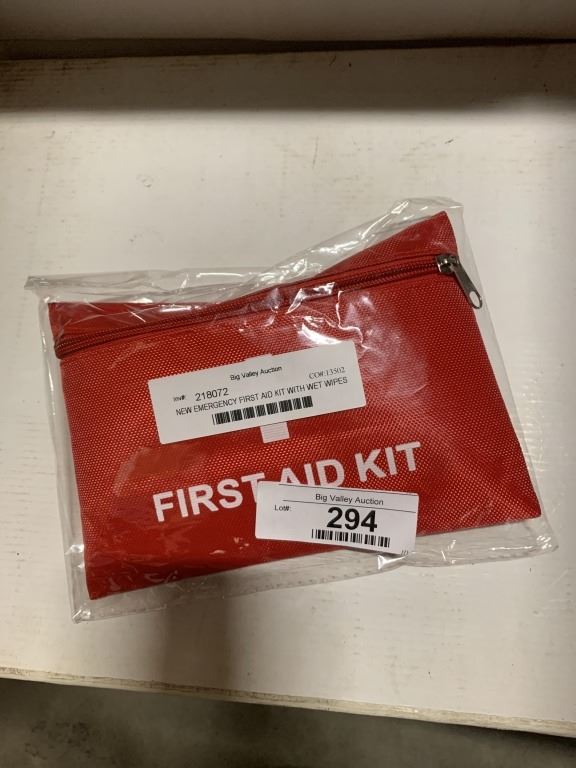 Big Valley Auction
Inv#: 218072 CO#:13502
NEW EMERGENCY FIRST AID KIT WITH WET WIPES
FIRST AID KIT
Big Valley Auction
Lot#: 294